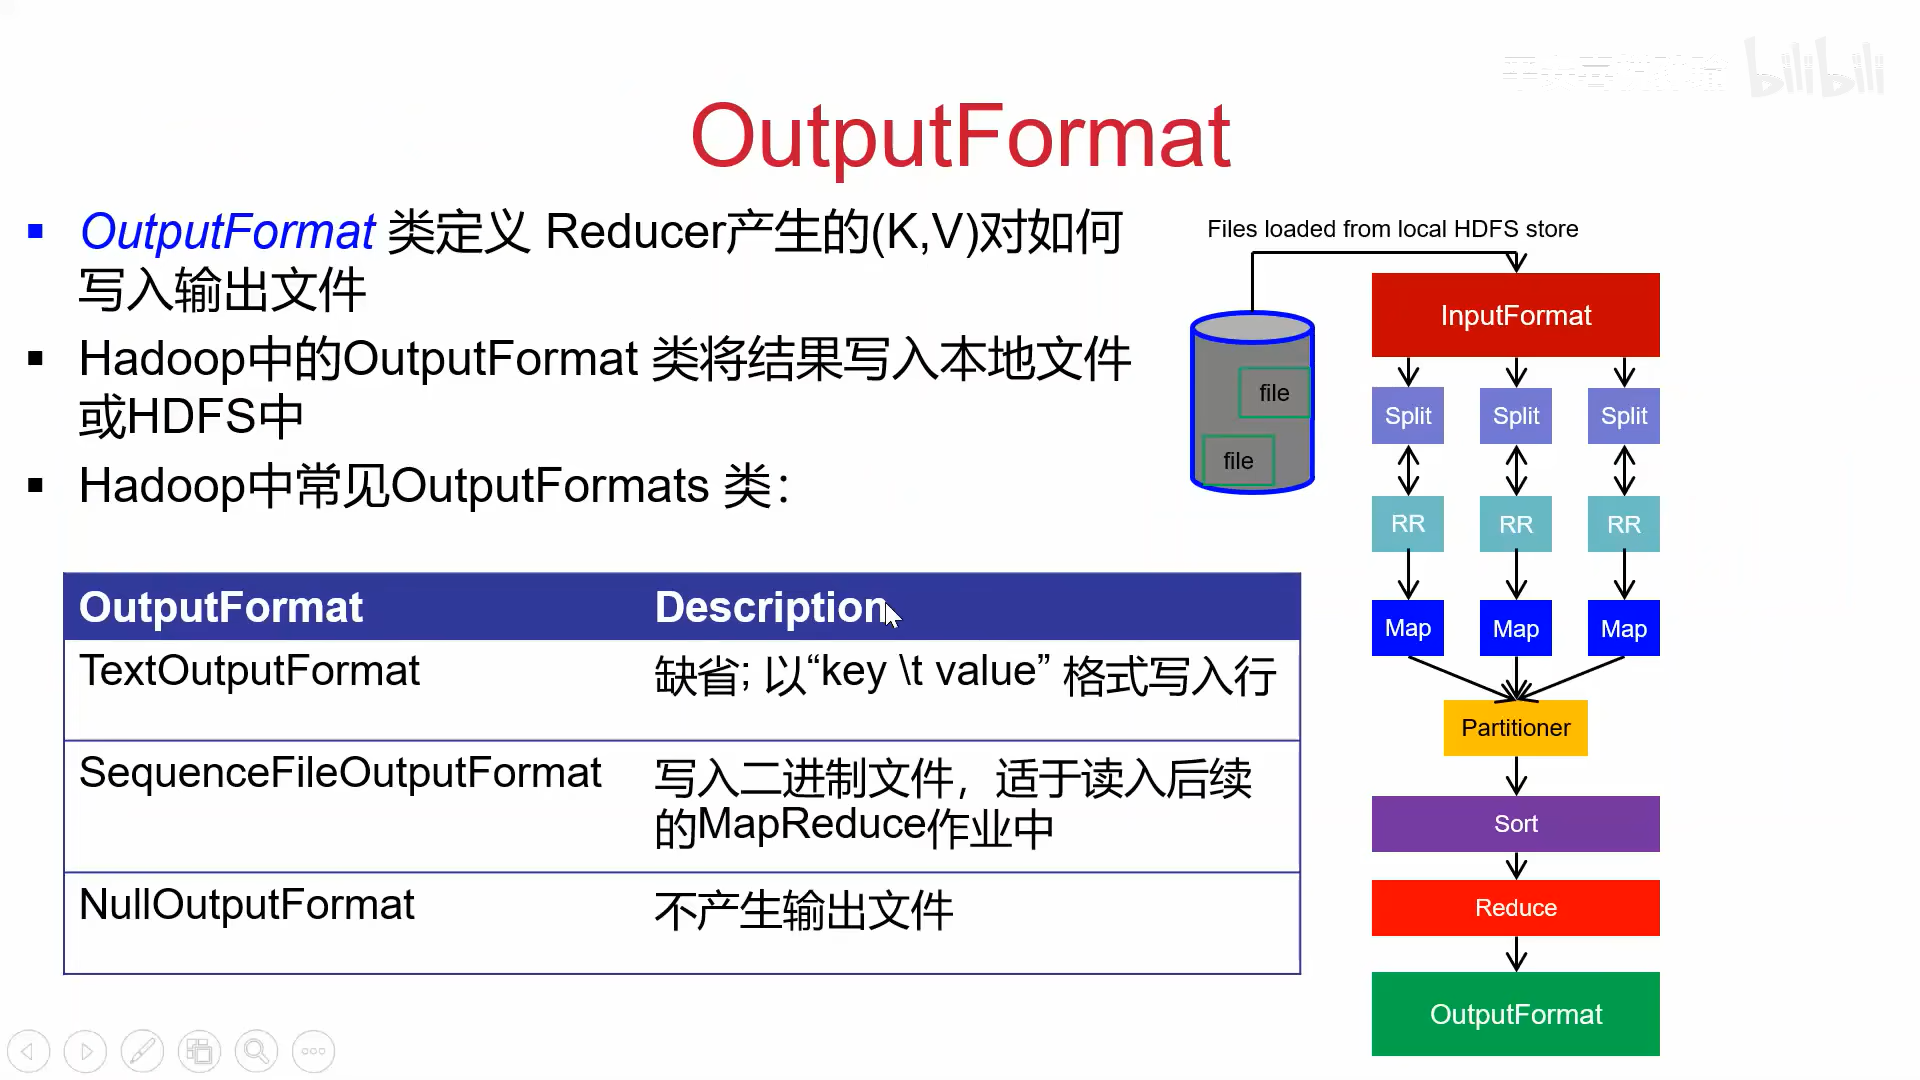 bilibili
OutputFormat
OutputFormat 类定义 Reducer产生的(K,V)对如何
写入输出文件
Hadoop中的OutputFormat 类将结果写入本地文件
或HDFS中
Hadoop中常见OutputFormats 类：
OutputFormat Description
TextOutputFormat 缺省; 以“key \t value” 格式写入行
SequenceFileOutputFormat 写入二进制文件，适于读入后续
的MapReduce作业中
NullOutputFormat 不产生输出文件
Files loaded from local HDFS store
file
file
InputFormat
Split Split Split
RR RR RR
Map Map Map
Partitioner
Sort
Reduce
OutputFormat